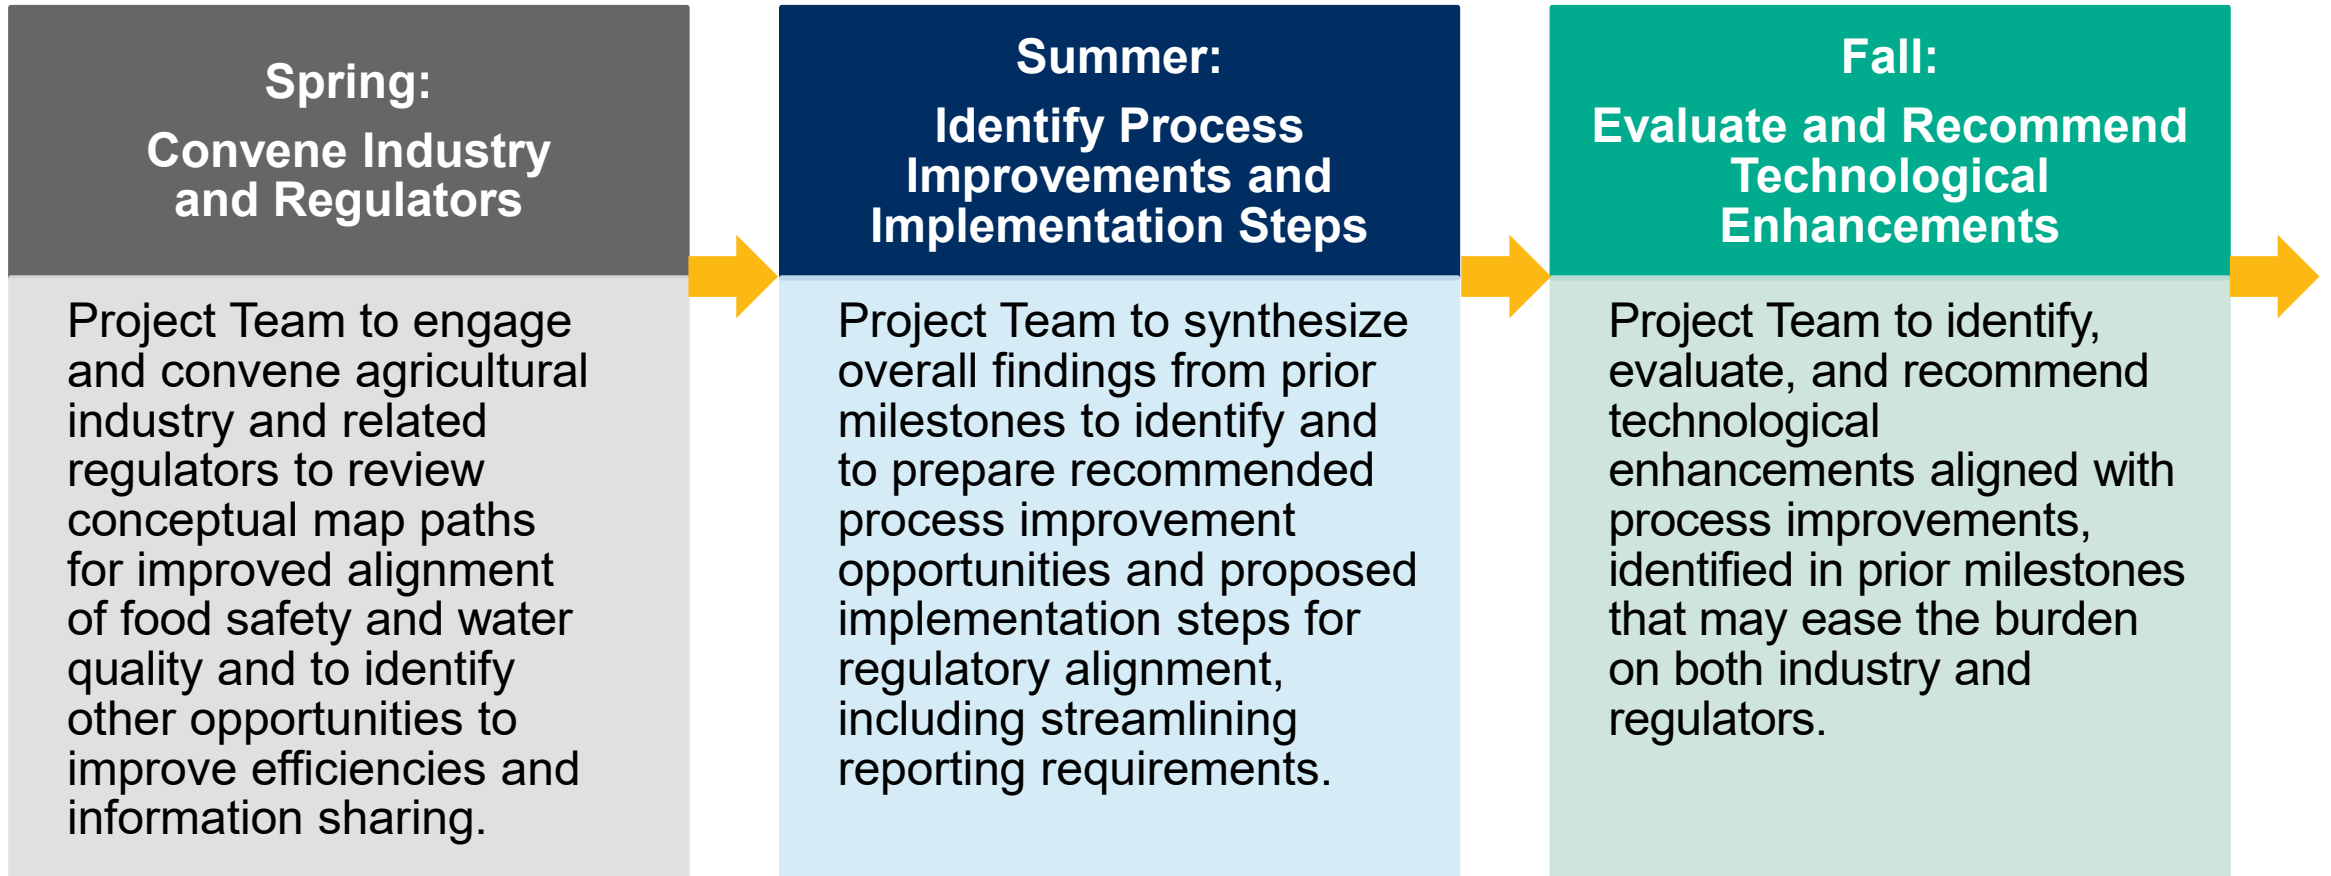 Spring:
Convene Industry
and Regulators
Project Team to engage
and convene agricultural
industry and related
regulators to review
conceptual map paths
for improved alignment
of food safety and water
quality and to identify
other opportunities to
improve efficiencies and
information sharing.
Summer:
Identify Process
Improvements and
Implementation Steps
Project Team to synthesize
overall findings from prior
milestones to identify and
to prepare recommended
process improvement
opportunities and proposed
implementation steps for
regulatory alignment,
including streamlining
reporting requirements.
Fall:
Evaluate and Recommend
Technological
Enhancements
Project Team to identify,
evaluate, and recommend
technological
enhancements aligned with
process improvements,
identified in prior milestones
that may ease the burden
on both industry and
regulators.